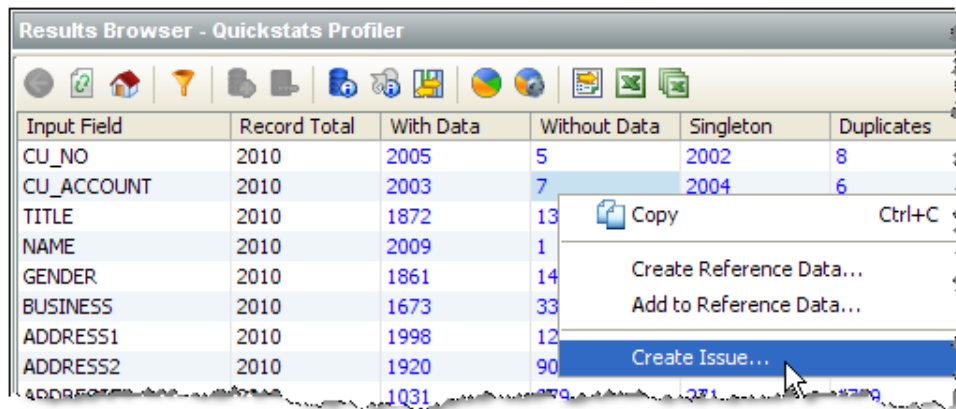 Results Browser - Quickstats Profiler
Input Field Record Total With Data Without Data Singleton Duplicates
CU_NO 2010 2005 5 2002 8
CU_ACCOUNT 2010 2003 7 2004 6
TITLE 2010 1872 13
Copy Ctrl+C
NAME 2010 2009 1
GENDER 2010 1861 14
Create Reference Data...
BUSINESS 2010 1673 33
Add to Reference Data...
ADDRESS1 2010 1998 12
ADDRESS2 2010 1920 90
Create Issue...
1031